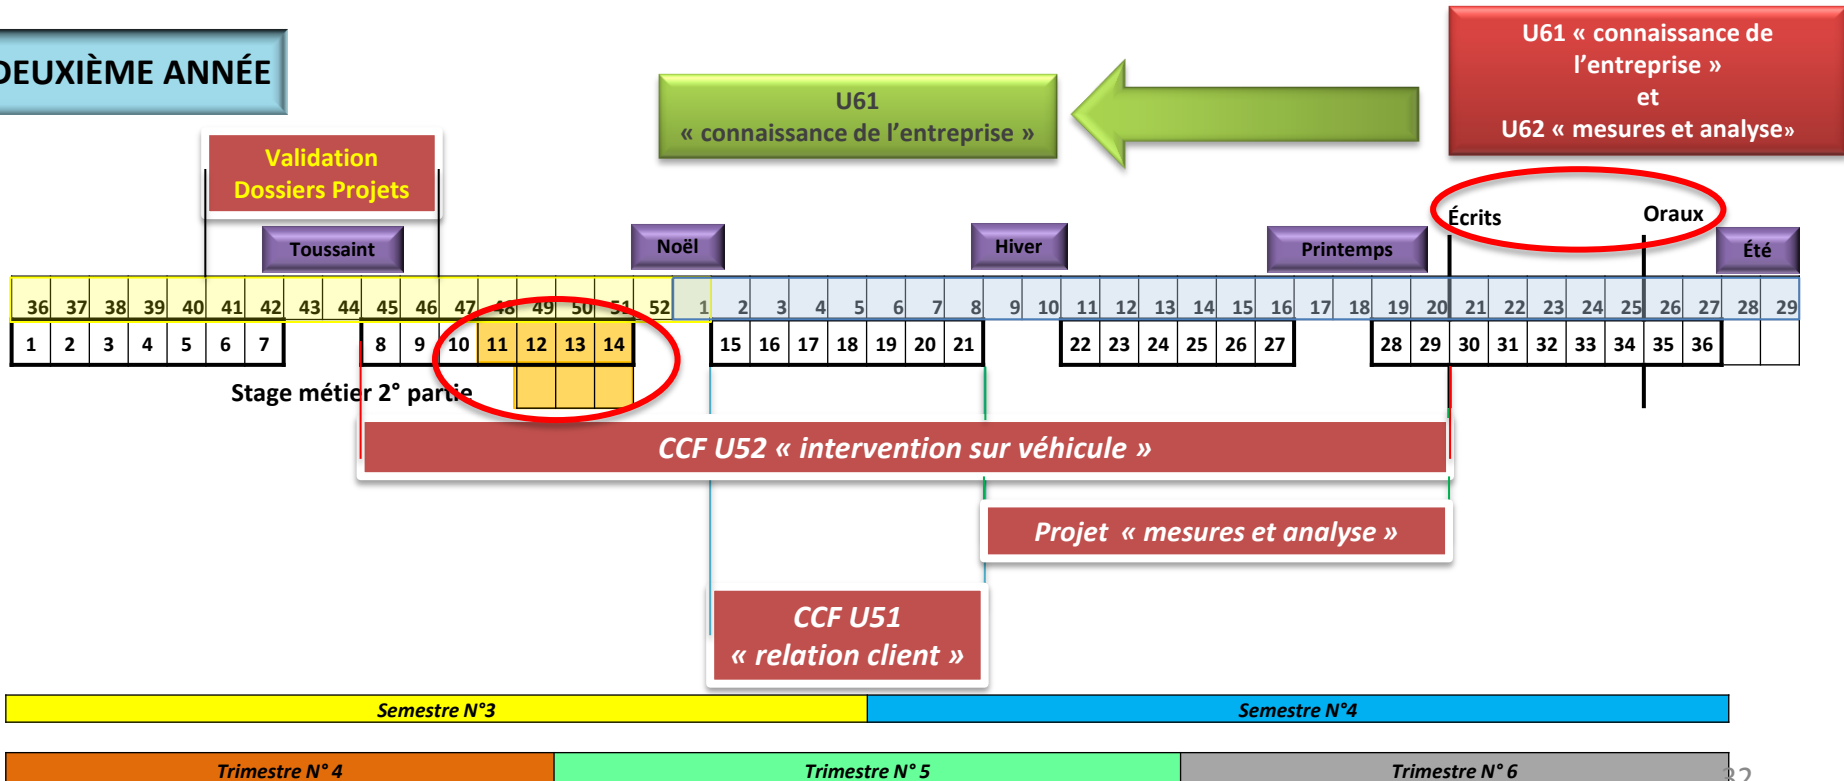 DEUXIÈME ANNÉE
U61 « connaissance de
l'entreprise »
et
U62 « mesures et analyse»
U61
« connaissance de l'entreprise »
Validation
Dossiers Projets
Écrits
Oraux
Toussaint
Noël
Hiver
Printemps
Été
36 37 38 39 40 41 42 43 44 45 46 47 48 49 50 51 52 1 2 3 4 5 6 7 8 9 10 11 12 13 14 15 16 17 18 19 20 21 22 23 24 25 26 27 28 29
1 2 3 4 5 6 7 8 9 10 11 12 13 14 15 16 17 18 19 20 21 22 23 24 25 26 27 28 29 30 31 32 33 34 35 36
Stage métier 2° partie
CCF U52 « intervention sur véhicule »
Projet « mesures et analyse »
CCF U51
« relation client »
Semestre N°3 Semestre N°4
Trimestre N° 4 Trimestre N° 5 Trimestre N° 6
32